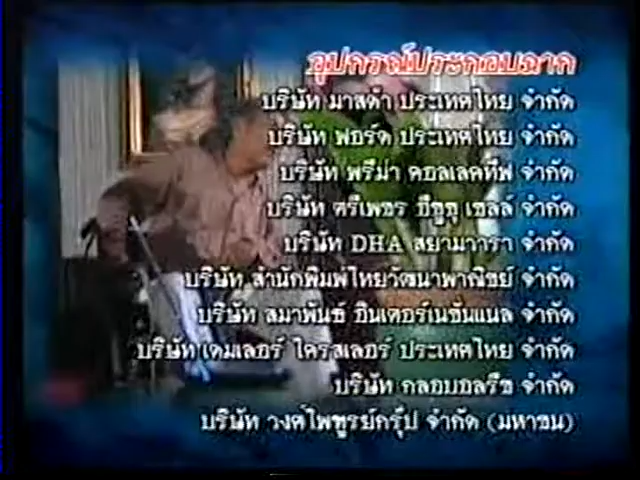 อุปกรณ์ประกอบฉาก
บริษัท มาสด้า ประเทศไทย จำกัด
บริษัท ฟอร์ด ประเทศไทย จำกัด
บริษัท พรีม่า คอลเลคทีฟ จำกัด
บริษัท ตรีเพชร อีซูซุ เซลล์ จำกัด
บริษัท DHA สยามวารา จำกัด
บริษัท สำนักพิมพ์ไทยวัฒนาพาณิชย์ จำกัด
บริษัท สมาพันธ์ อินเตอร์เนชั่นแนล จำกัด
บริษัท เดมเลอร์ ไครสเลอร์ ประเทศไทย จำกัด
บริษัท กลอบอลรีช จำกัด
บริษัท วงศ์ไพฑูรย์กรุ๊ป จำกัด (มหาชน)